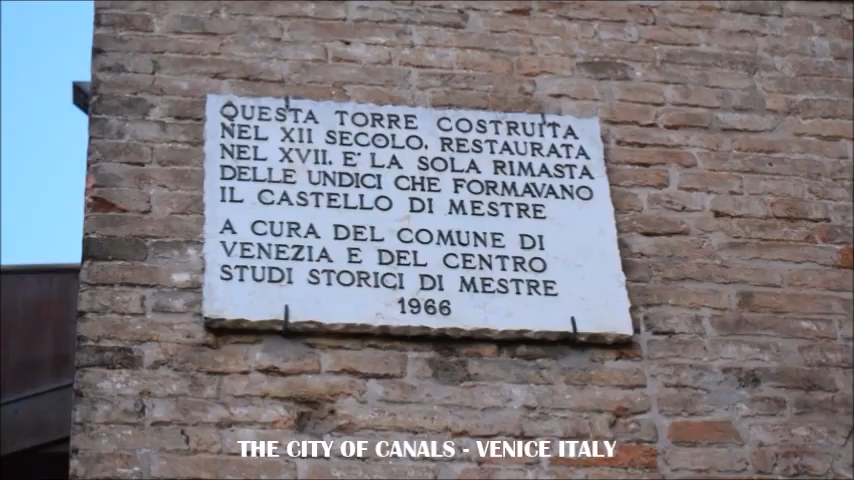 QUESTA TORRE, COSTRUITA
NEL XII SECOLO, RESTAURATA
NEL XVII. E' LA SOLA RIMASTA
DELLE UNDICI CHE FORMAVANO
IL CASTELLO DI MESTRE
A CURA DEL COMUNE DI
VENEZIA E DEL CENTRO
STUDI STORICI DI MESTRE
1966
THE CITY OF CANALS - VENICE ITALY